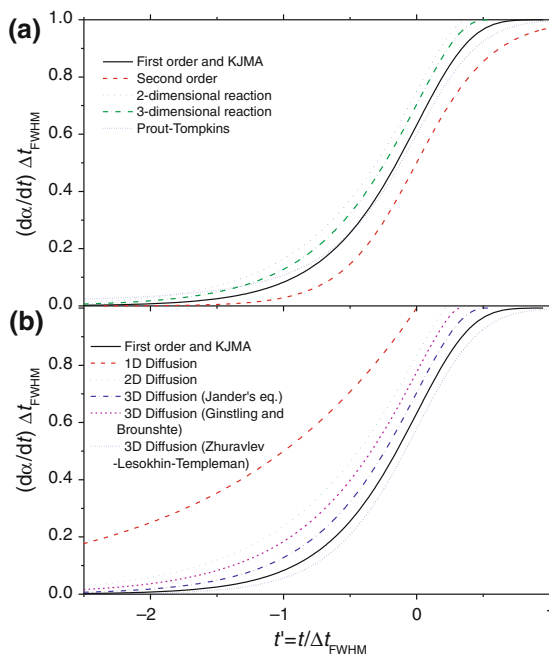 (a)
1.0
0.8
0.6
0.4
0.2
0.0
(dα/dt) Δt_FWHM
First order and KJMA
Second order
2-dimensional reaction
3-dimensional reaction
Prout-Tompkins
(b)
0.8
0.6
0.4
0.2
0.0
(dα/dt) Δt_FWHM
First order and KJMA
1D Diffusion
2D Diffusion
3D Diffusion (Jander's eq.)
3D Diffusion (Ginstling and
Brounshte)
3D Diffusion (Zhuravlev
-Lesokhin-Templeman)
−2 −1 0 1
t'=t/Δt_FWHM